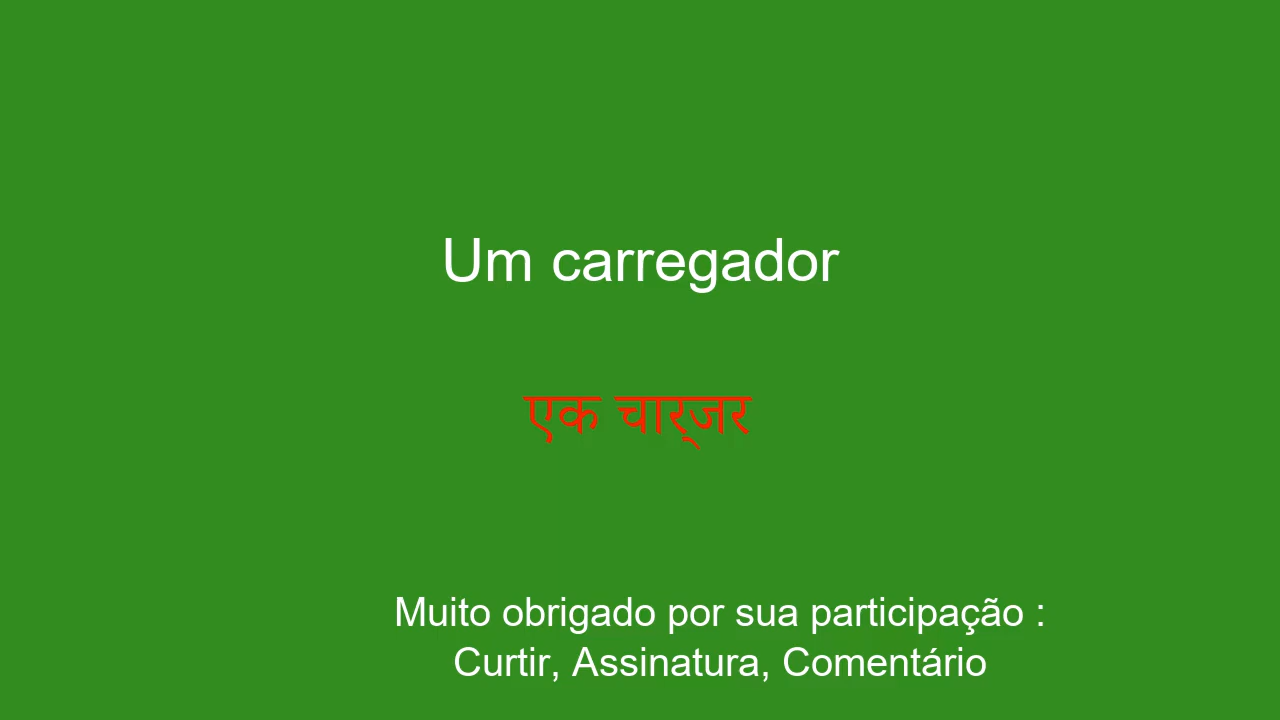 Um carregador
एक चार्जर
Muito obrigado por sua participação :
Curtir, Assinatura, Comentário